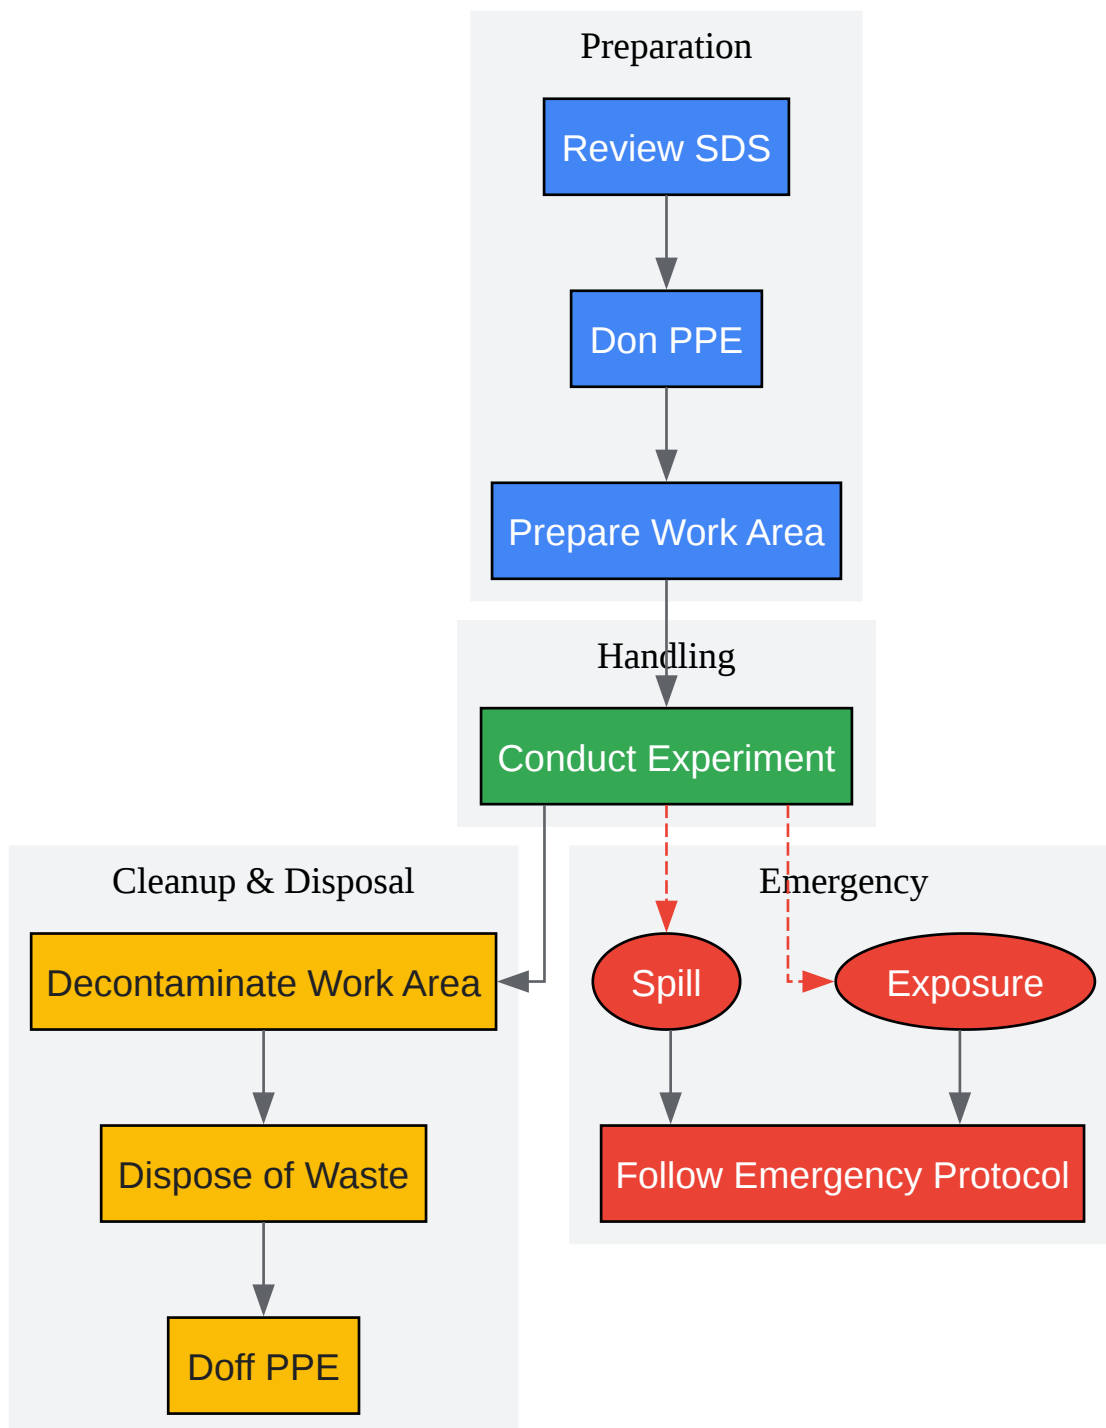 Preparation
Review SDS
Don PPE
Prepare Work Area
Handling
Conduct Experiment
Cleanup & Disposal
Decontaminate Work Area
Dispose of Waste
Doff PPE
Emergency
Spill
Exposure
Follow Emergency Protocol